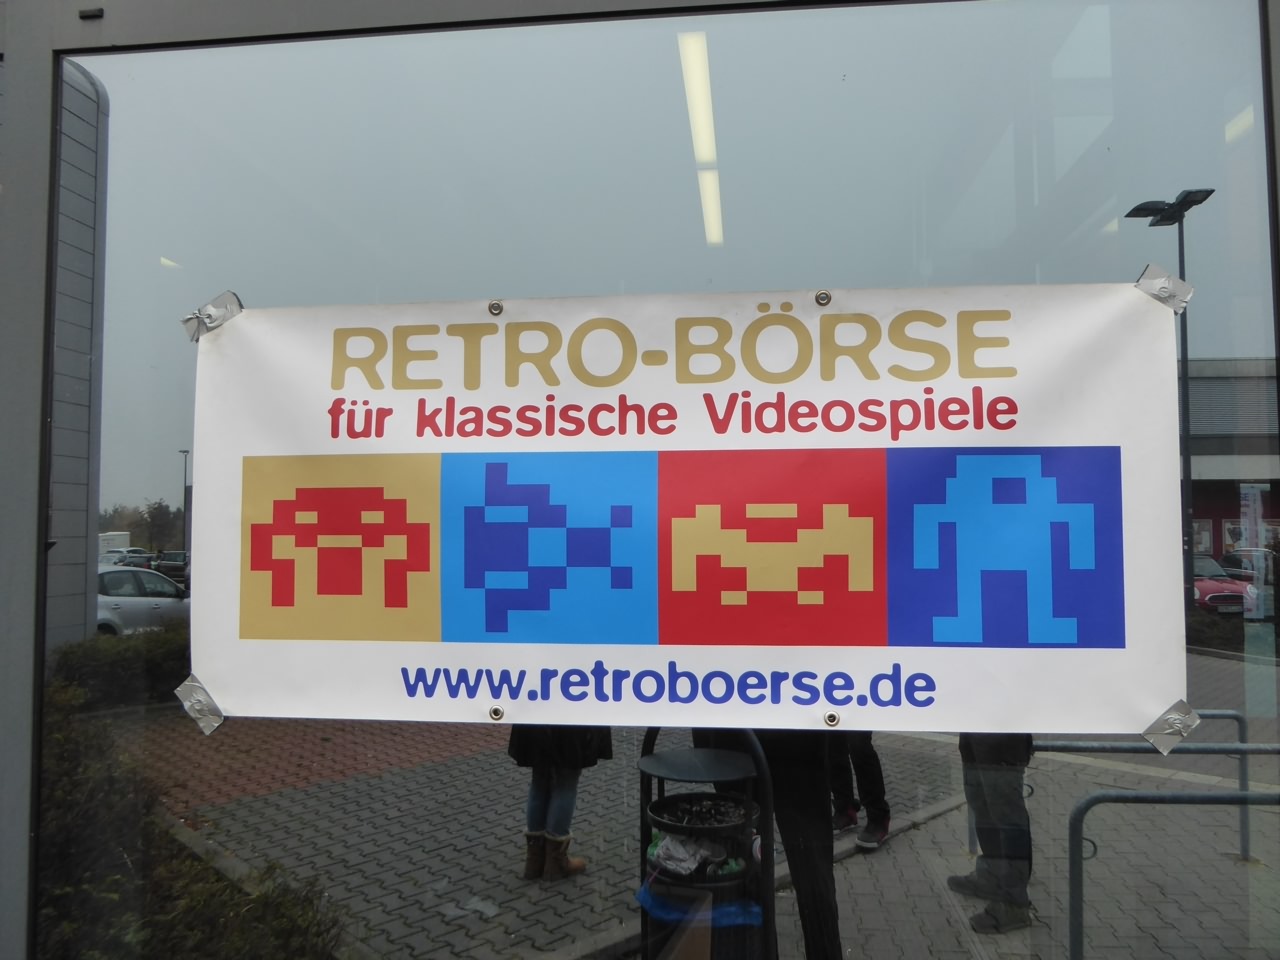 RETRO-BÖRSE
für klassische Videospiele
www.retroboerse.de